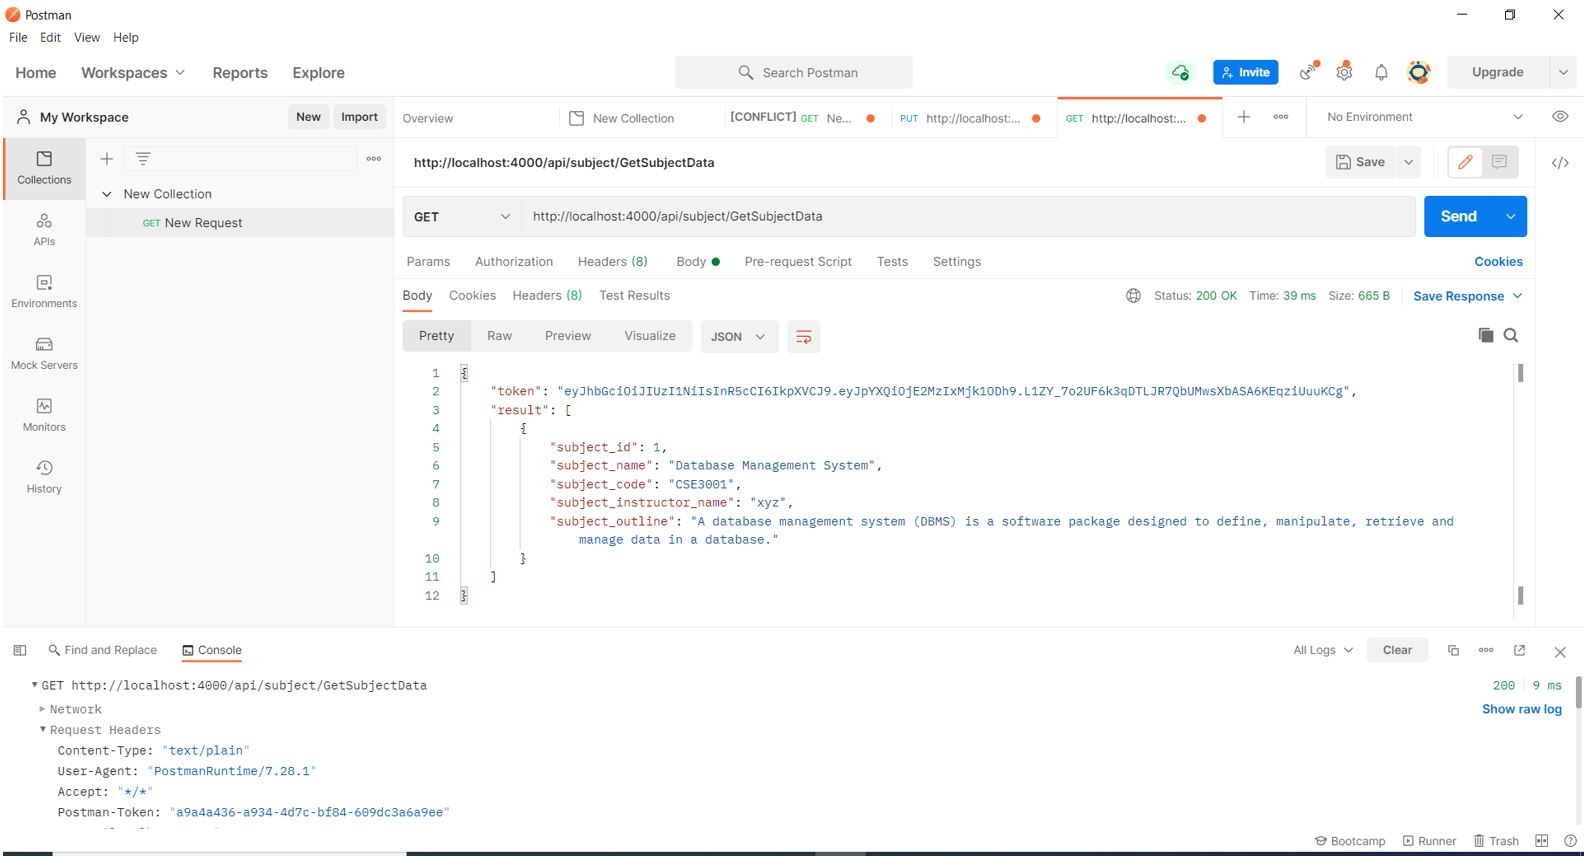 Postman
File Edit View Help
Home Workspaces Reports Explore Search Postman Invite Upgrade
My Workspace New Import Overview New Collection [CONFLICT] GET Ne... PUT http://localhost:... GET http://localhost:... No Environment
Collections
APIs
Environments
Mock Servers
Monitors
History
New Collection
GET New Request
http://localhost:4000/api/subject/GetSubjectData Save
GET http://localhost:4000/api/subject/GetSubjectData Send
Params Authorization Headers (8) Body Pre-request Script Tests Settings Cookies
Body Cookies Headers (8) Test Results Status: 200 OK Time: 39 ms Size: 665 B Save Response
Pretty Raw Preview Visualize JSON
1 {
2 "token": "eyJhbGciOiJIUzI1NiIsInR5cCI6IkpXVCJ9.eyJpYXQiOjE2MzIxMjk1ODh9.L1ZY_7o2UF6k3qDTLJR7QbUMwsXbASA6KEqziUuuKCg",
3 "result": [
4 {
5 "subject_id": 1,
6 "subject_name": "Database Management System",
7 "subject_code": "CSE3001",
8 "subject_instructor_name": "xyz",
9 "subject_outline": "A database management system (DBMS) is a software package designed to define, manipulate, retrieve and
manage data in a database."
10 }
11 ]
12 }
Find and Replace Console All Logs Clear
GET http://localhost:4000/api/subject/GetSubjectData 200 9 ms
Network Show raw log
Request Headers
Content-Type: "text/plain"
User-Agent: "PostmanRuntime/7.28.1"
Accept: "*/*"
Postman-Token: "a9a4a436-a934-4d7c-bf84-609dc3a6a9ee"
Bootcamp Runner Trash